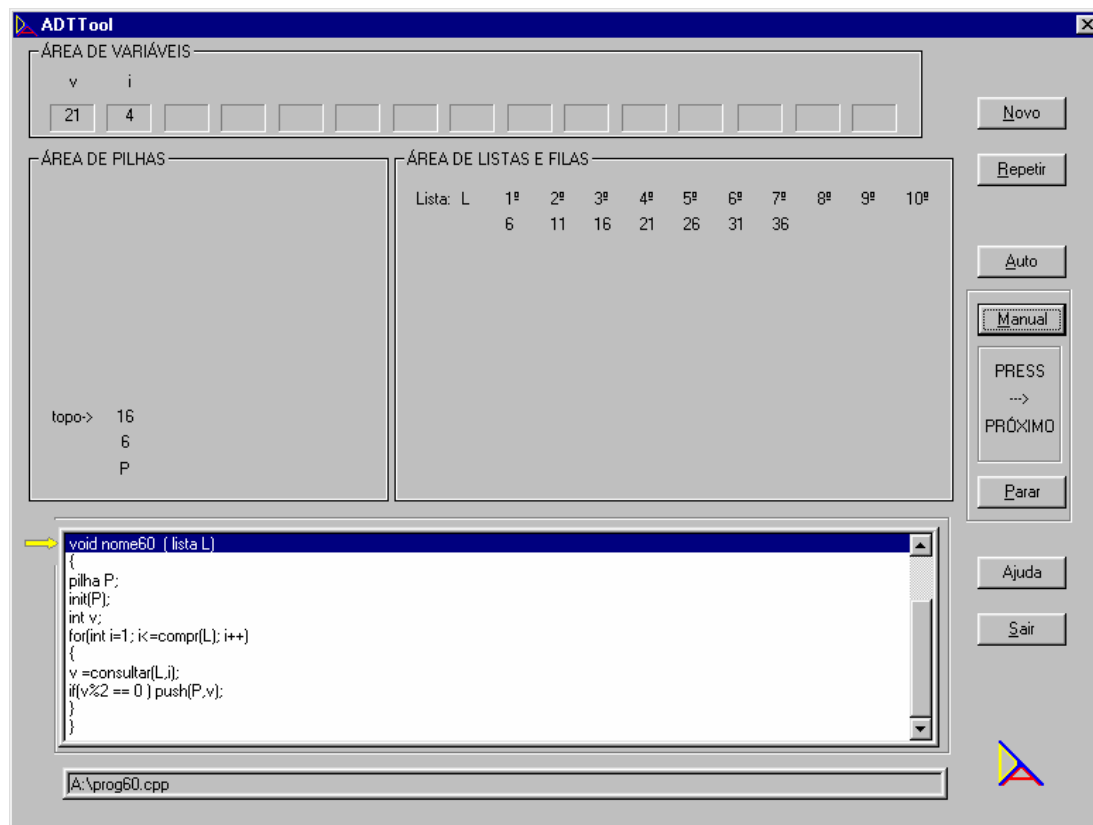 ADTTool
ÁREA DE VARIÁVEIS
v i
21 4
Novo
ÁREA DE PILHAS
topo-> 16
6
P
ÁREA DE LISTAS E FILAS
Lista: L 1º 2º 3º 4º 5º 6º 7º 8º 9º 10º
6 11 16 21 26 31 36
Repetir
Auto
Manual
PRESS
--->
PRÓXIMO
Parar
void nome60 ( lista L)
{
pilha P;
init(P);
int v;
for(int i=1; i<=compr(L); i++)
{
v =consultar(L,i);
if(v%2 == 0 ) push(P,v);
}
}
Ajuda
Sair
A:\prog60.cpp